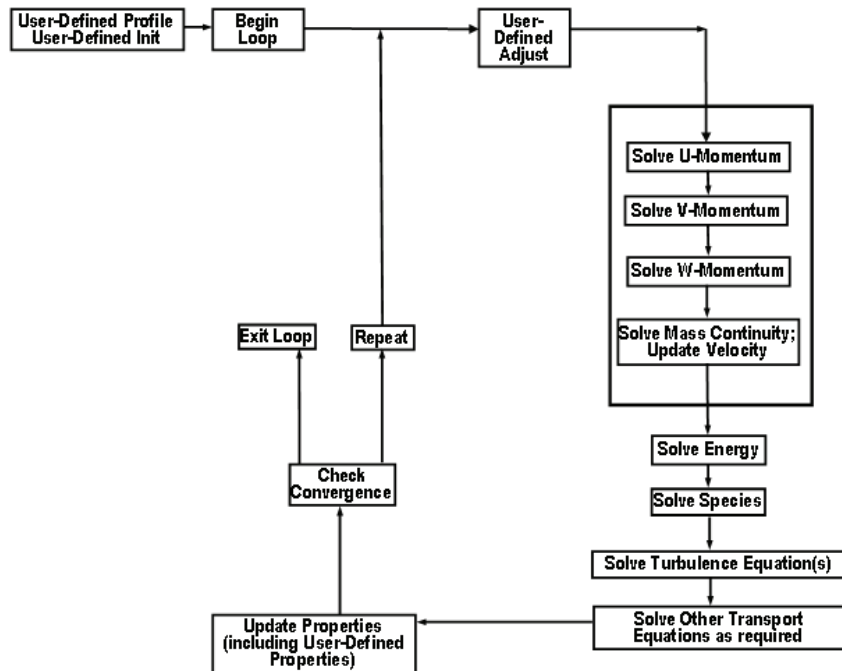 User-Defined Profile
User-Defined Init
Begin
Loop
User-
Defined
Adjust
Solve U-Momentum
Solve V-Momentum
Solve W-Momentum
Solve Mass Continuity;
Update Velocity
Exit Loop
Repeat
Solve Energy
Check
Convergence
Solve Species
Solve Turbulence Equation(s)
Update Properties
(including User-Defined
Properties)
Solve Other Transport
Equations as required